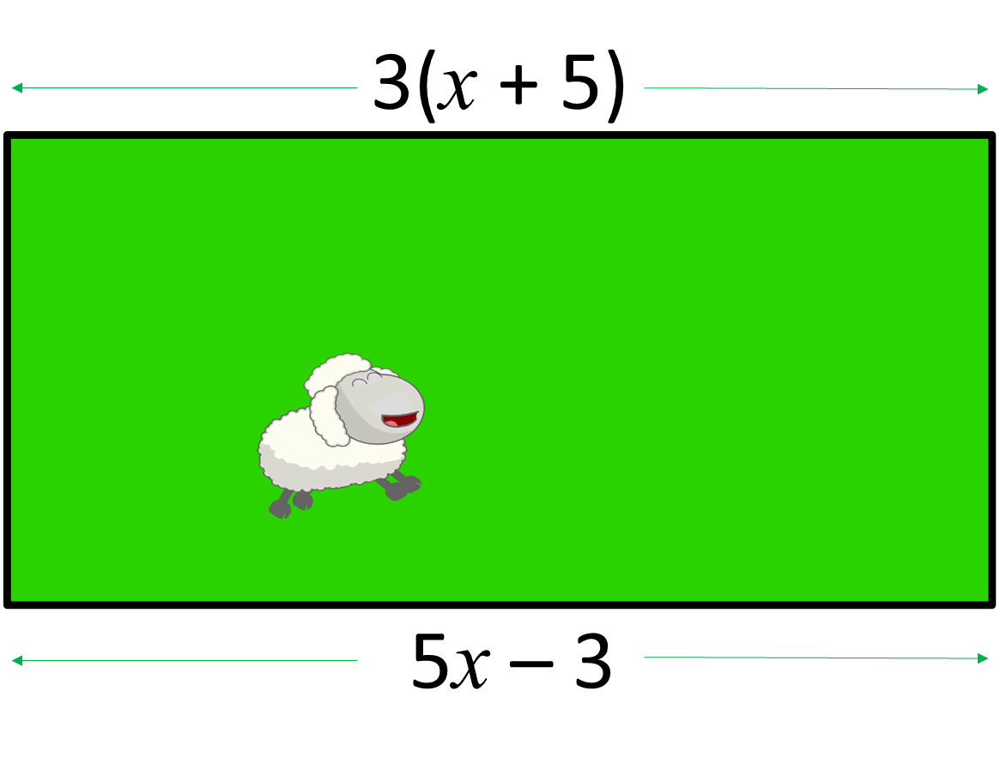 3(x + 5)
5x – 3